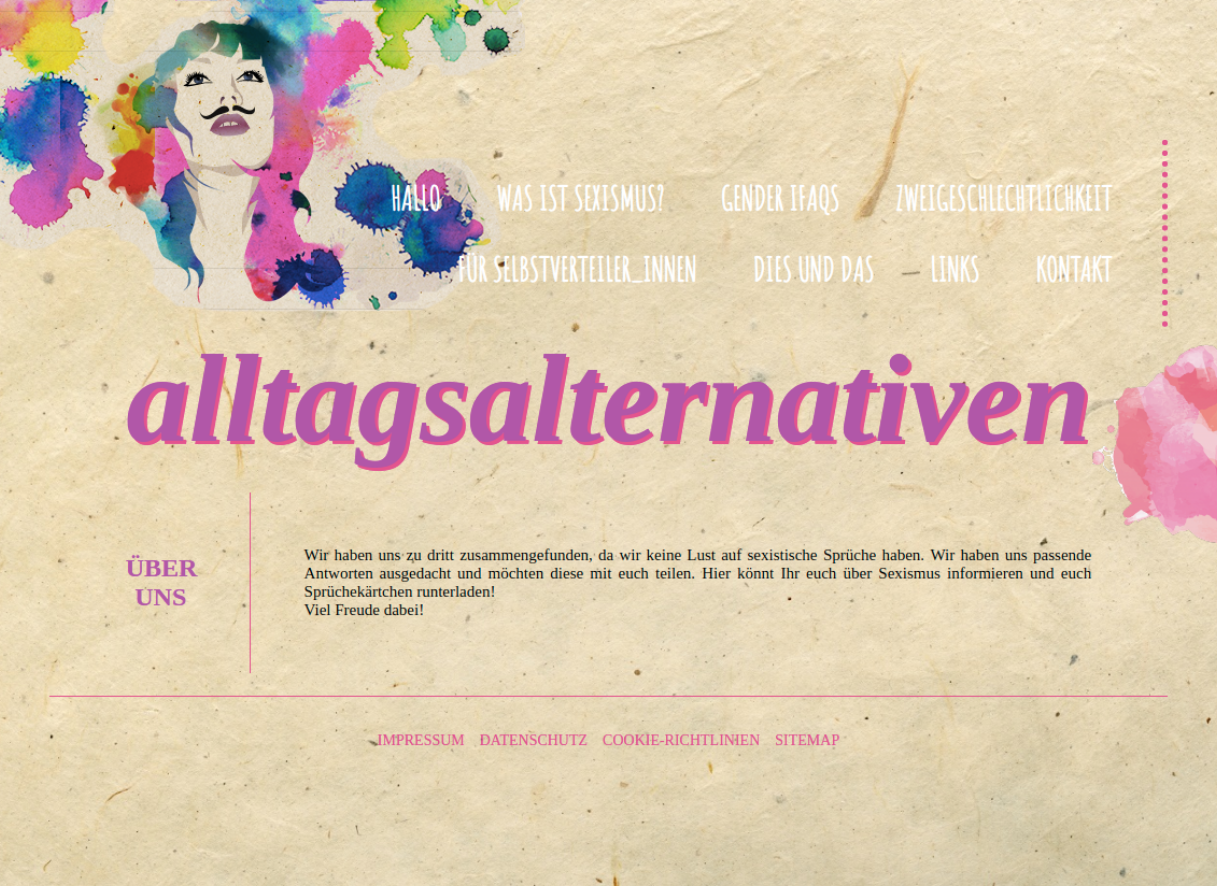 HALLO WAS IST SEXISMUS? GENDER IFAQS ZWEIGESCHLECHTLICHKEIT
FÜR SELBSTVERTEILER_INNEN DIES UND DAS LINKS KONTAKT
alltagsalternativen
ÜBER
UNS
Wir haben uns zu dritt zusammengefunden, da wir keine Lust auf sexistische Sprüche haben. Wir haben uns passende
Antworten ausgedacht und möchten diese mit euch teilen. Hier könnt Ihr euch über Sexismus informieren und euch
Sprüchekärtchen runterladen!
Viel Freude dabei!
IMPRESSUM DATENSCHUTZ COOKIE-RICHTLINIEN SITEMAP